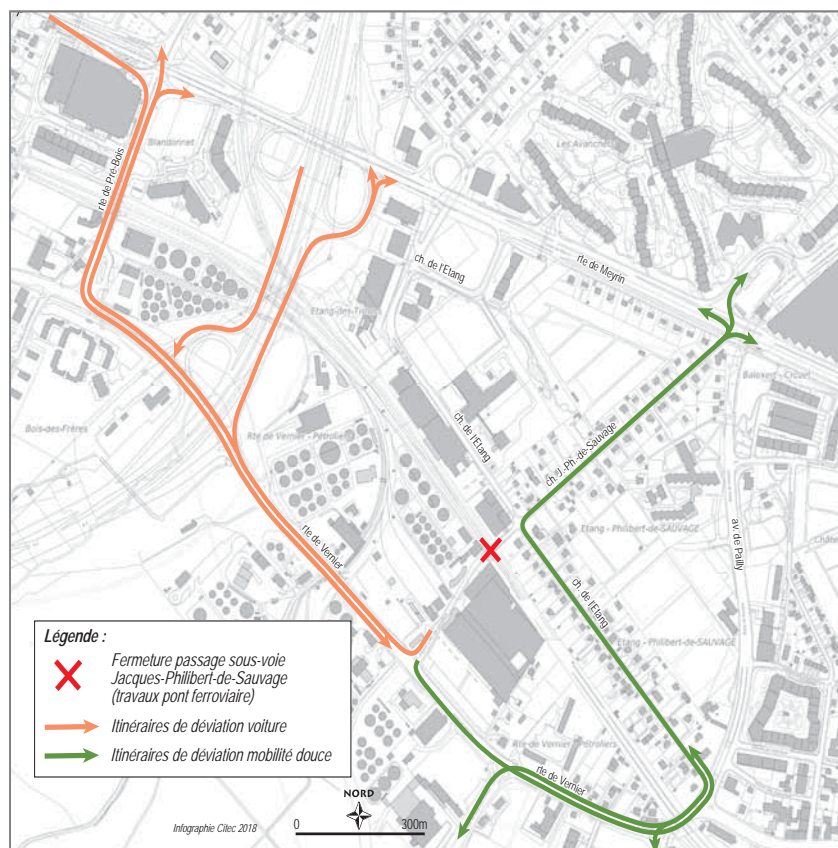 Blandonnet
rte de Pré-Bois
Les Avanchets
ch. de l'Etang
rte de Meyrin
Bois-des-Frères
Rte de Vernier - Pétroliers
ch. de l'Etang
ch. J.-Ph.-de-Sauvage
Etang - Philibert-de-SAUVAGE
av. de Pailly
rte de Vernier
ch. de l'Etang
Etang - Philibert-de-SAUVAGE
Légende :
Fermeture passage sous-voie
Jacques-Philibert-de-Sauvage
(travaux pont ferroviaire)
Itinéraires de déviation voiture
Itinéraires de déviation mobilité douce
Rte de Vernier - Pétroliers
rte de Vernier
NORD
Infographie Citec 2018
0
300m